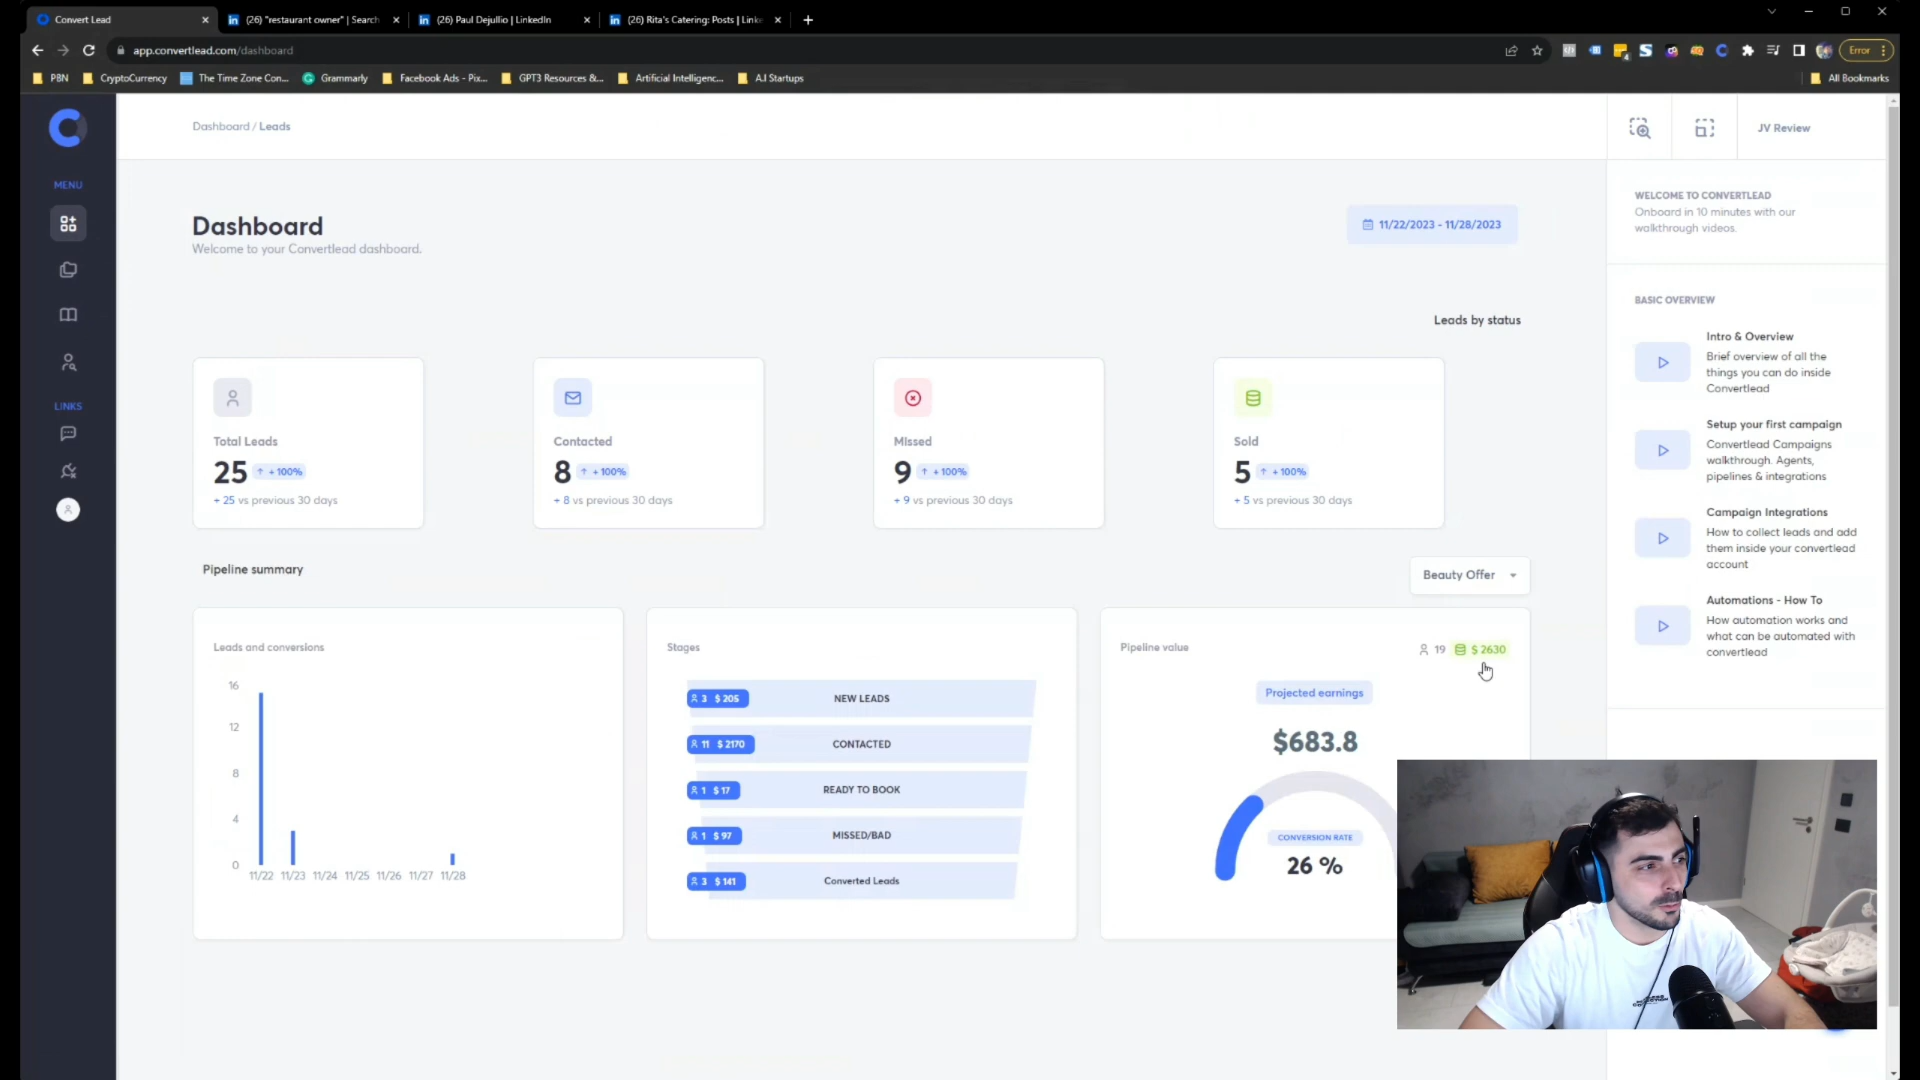 Convert Lead
(26) "restaurant owner" | Search
(26) Paul Dejullio | LinkedIn
(26) Rita's Catering: Posts | Linke
app.convertlead.com/dashboard
Error
PBN
CryptoCurrency
The Time Zone Con...
Grammarly
Facebook Ads - Pix...
GPT3 Resources &...
Artificial Intelligenc...
A.I Startups
All Bookmarks
MENU
LINKS
Dashboard / Leads
JV Review
Dashboard
Welcome to your Convertlead dashboard.
11/22/2023 - 11/28/2023
Leads by status
Total Leads
25 ↑ + 100%
+ 25 vs previous 30 days
Contacted
8 ↑ + 100%
+ 8 vs previous 30 days
Missed
9 ↑ + 100%
+ 9 vs previous 30 days
Sold
5 ↑ + 100%
+ 5 vs previous 30 days
Pipeline summary
Beauty Offer
Leads and conversions
16
12
8
4
0
11/22 11/23 11/24 11/25 11/26 11/27 11/28
Stages
3 $ 205 NEW LEADS
11 $ 2170 CONTACTED
1 $ 17 READY TO BOOK
1 $ 97 MISSED/BAD
3 $ 141 Converted Leads
Pipeline value
19 $ 2630
Projected earnings
$683.8
CONVERSION RATE
26 %
WELCOME TO CONVERTLEAD
Onboard in 10 minutes with our
walkthrough videos.
BASIC OVERVIEW
Intro & Overview
Brief overview of all the
things you can do inside
Convertlead
Setup your first campaign
Convertlead Campaigns
walkthrough. Agents,
pipelines & integrations
Campaign Integrations
How to collect leads and add
them inside your convertlead
account
Automations - How To
How automation works and
what can be automated with
convertlead